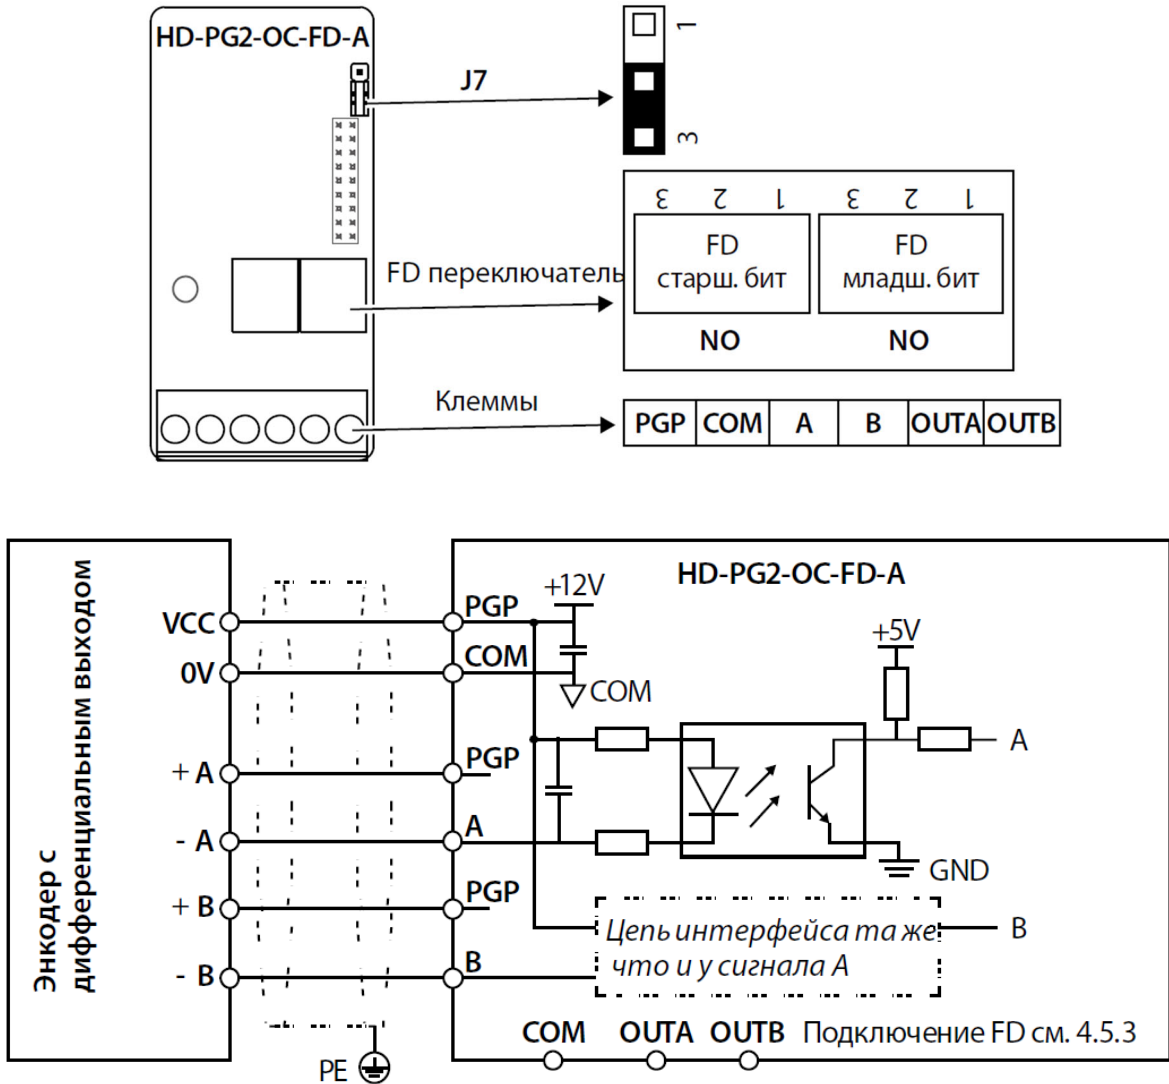 HD-PG2-OC-FD-A
J7
1
3
3 2 1 3 2 1
FD
старш. бит
FD
младш. бит
NO NO
FD переключатель
Клеммы
PGP COM A B OUTA OUTB
Энкодер с
дифференциальным выходом
HD-PG2-OC-FD-A
VCC
PGP
+12V
0V
COM
COM
+5V
+ A
PGP
A
- A
A
GND
+ B
PGP
Цепь интерфейса та же
что и у сигнала А
B
- B
B
COM OUTA OUTB Подключение FD см. 4.5.3
PE